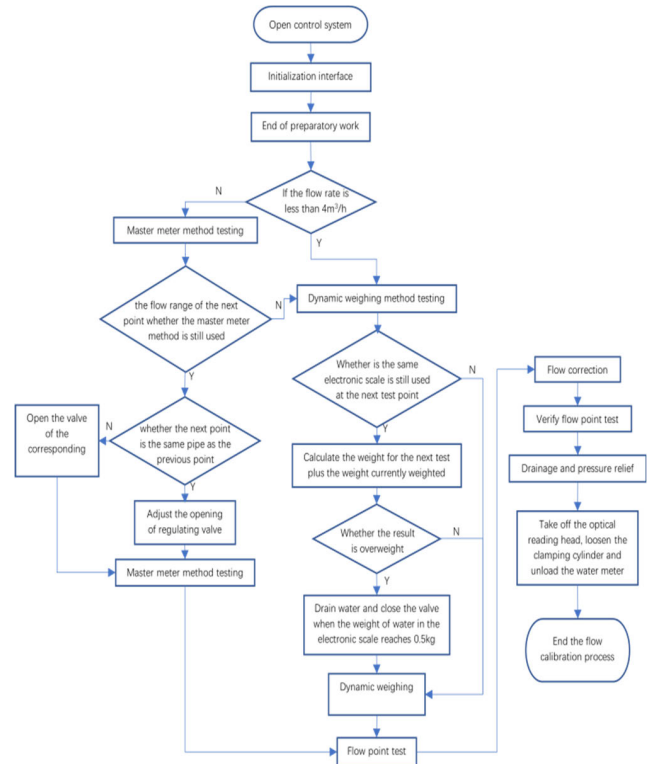 Open control system
Initialization interface
End of preparatory work
If the flow rate is
less than 4m³/h
N
Y
Master meter method testing
the flow range of the next
point whether the master meter
method is still used
N
Y
Dynamic weighing method testing
Whether is the same
electronic scale is still used
at the next test point
N
Y
Open the valve
of the
corresponding
N
whether the next point
is the same pipe as the
previous point
Y
Adjust the opening
of regulating valve
Master meter method testing
Calculate the weight for the next test
plus the weight currently weighted
Whether the result
is overweight
N
Y
Drain water and close the valve
when the weight of water in the
electronic scale reaches 0.5kg
Dynamic weighing
Flow point test
Flow correction
Verify flow point test
Drainage and pressure relief
Take off the optical
reading head, loosen the
clamping cylinder and
unload the water meter
End the flow
calibration process